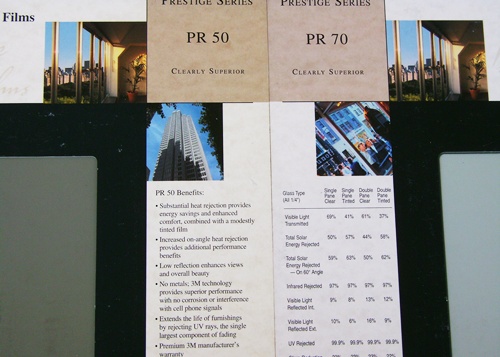 Films
PRESTIGE SERIES
PR 50
CLEARLY SUPERIOR
PRESTIGE SERIES
PR 70
CLEARLY SUPERIOR
PR 50 Benefits:
• Substantial heat rejection provides
energy savings and enhanced
comfort, combined with a modestly
tinted film
• Increased on-angle heat rejection
provides additional performance
benefits
• Low reflection enhances views
and overall beauty
• No metals; 3M technology
provides superior performance
with no corrosion or interference
with cell phone signals
• Extends the life of furnishings
by rejecting UV rays, the single
largest component of fading
• Premium 3M manufacturer's
warranty
Glass Type (All 1/4") Single Pane Clear Single Pane Tinted Double Pane Clear Double Pane Tinted
Visible Light Transmitted 69% 41% 61% 37%
Total Solar Energy Rejected 50% 57% 44% 58%
Total Solar Energy Rejected — On 60° Angle 59% 63% 50% 62%
Infrared Rejected 97% 97% 97% 97%
Visible Light Reflected Int. 9% 8% 13% 12%
Visible Light Reflected Ext. 10% 6% 18% 9%
UV Rejected 99.9% 99.9% 99.9% 99.9%